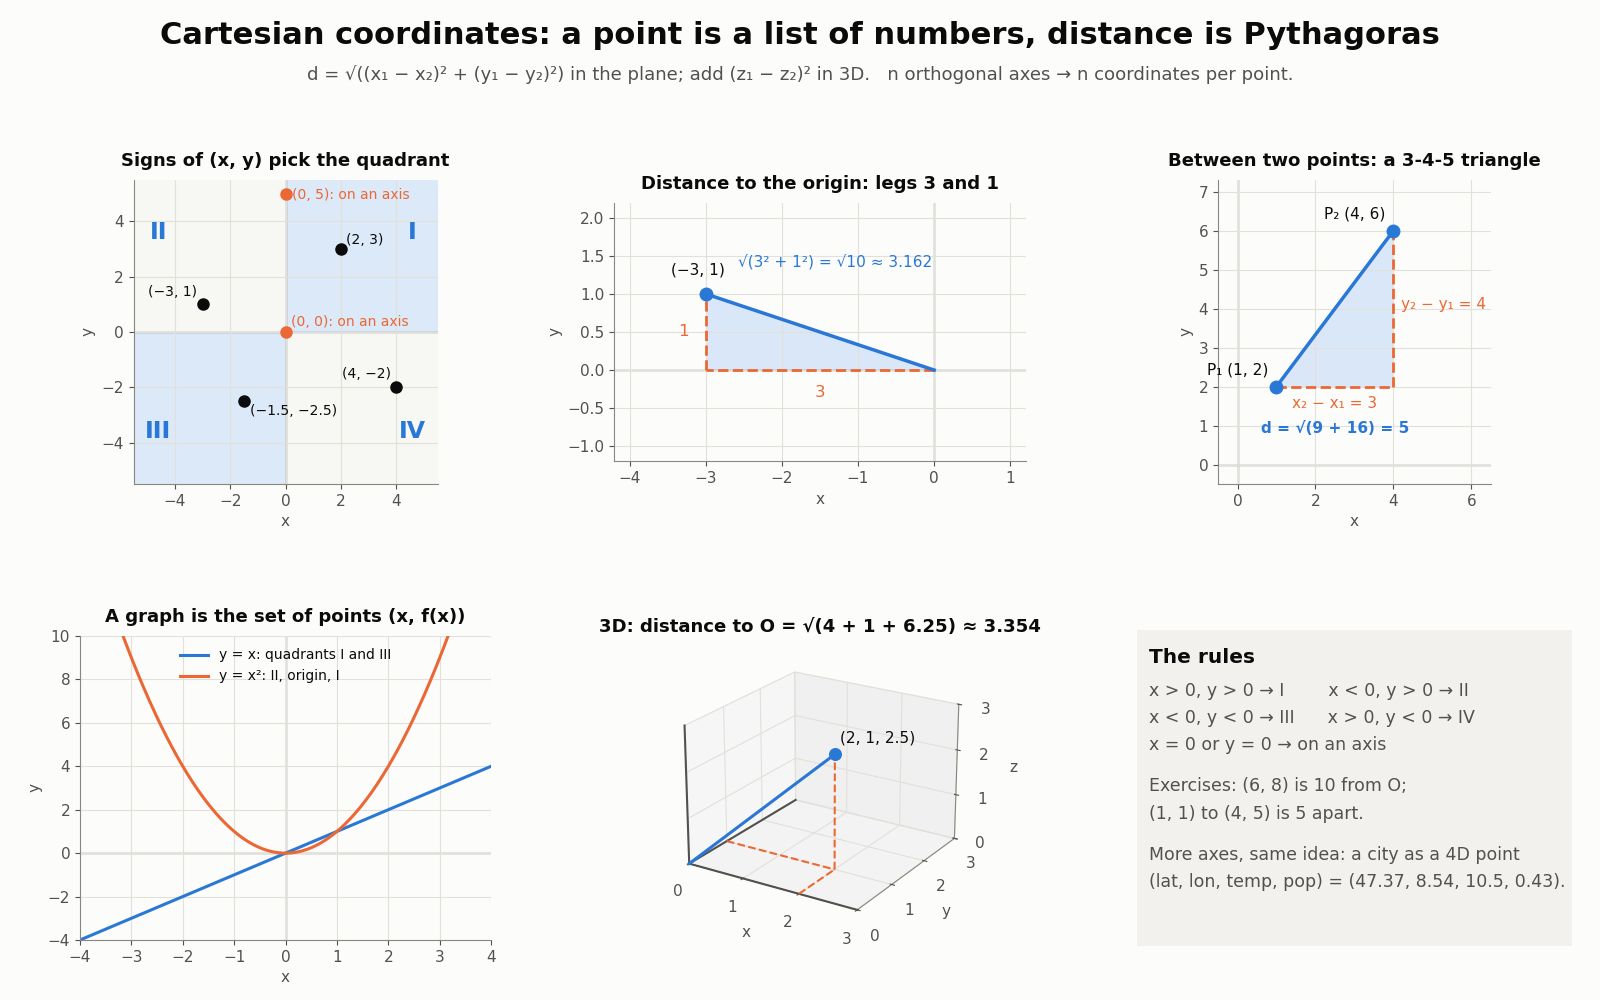 Cartesian coordinates: a point is a list of numbers, distance is Pythagoras
d = √((x₁ − x₂)² + (y₁ − y₂)²) in the plane; add (z₁ − z₂)² in 3D.   n orthogonal axes → n coordinates per point.
Signs of (x, y) pick the quadrant
(0, 5): on an axis
II
I
(2, 3)
(−3, 1)
(0, 0): on an axis
(4, −2)
(−1.5, −2.5)
III
IV
4
2
0
−2
−4
y
−4 −2 0 2 4
x
Distance to the origin: legs 3 and 1
√(3² + 1²) = √10 ≈ 3.162
(−3, 1)
1
3
2.0
1.5
1.0
0.5
0.0
−0.5
−1.0
y
−4 −3 −2 −1 0 1
x
Between two points: a 3-4-5 triangle
P₂ (4, 6)
y₂ − y₁ = 4
P₁ (1, 2)
x₂ − x₁ = 3
d = √(9 + 16) = 5
7
6
5
4
3
2
1
0
y
0 2 4 6
x
A graph is the set of points (x, f(x))
y = x: quadrants I and III
y = x²: II, origin, I
10
8
6
4
2
0
−2
−4
y
−4 −3 −2 −1 0 1 2 3 4
x
3D: distance to O = √(4 + 1 + 6.25) ≈ 3.354
(2, 1, 2.5)
3
2
1
0
z
3
2
1
0
y
0
1
2
3
x
The rules
x > 0, y > 0 → I        x < 0, y > 0 → II
x < 0, y < 0 → III      x > 0, y < 0 → IV
x = 0 or y = 0 → on an axis
Exercises: (6, 8) is 10 from O;
(1, 1) to (4, 5) is 5 apart.
More axes, same idea: a city as a 4D point
(lat, lon, temp, pop) = (47.37, 8.54, 10.5, 0.43).